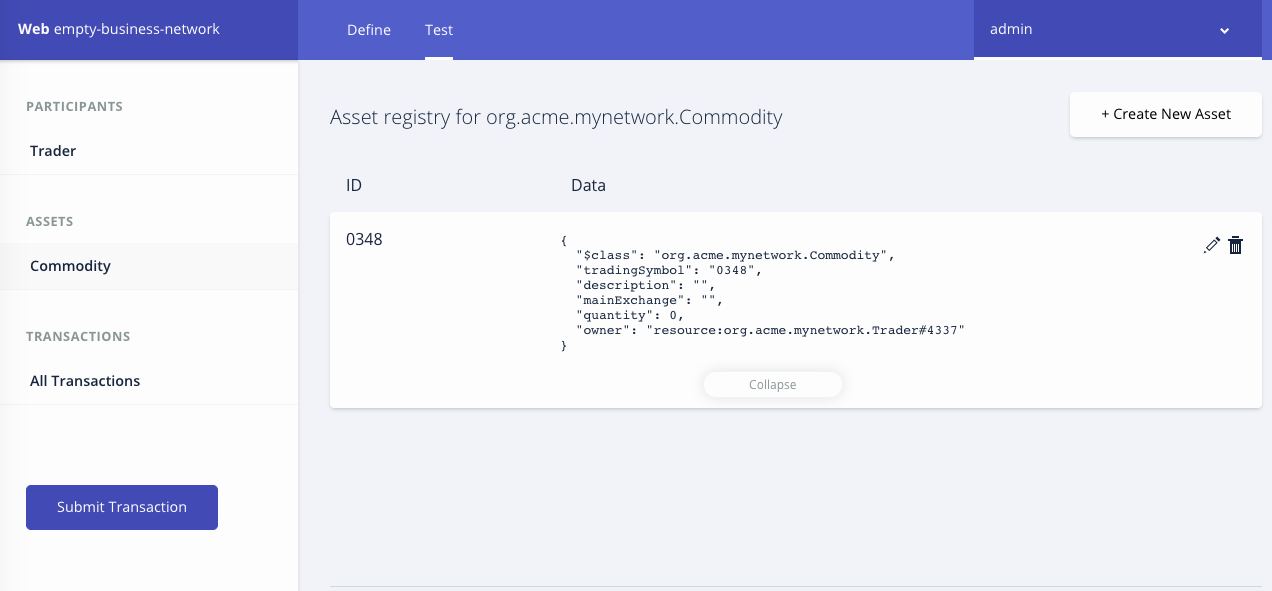 Web empty-business-network
Define
Test
admin
PARTICIPANTS
Trader
ASSETS
Commodity
TRANSACTIONS
All Transactions
Submit Transaction
Asset registry for org.acme.mynetwork.Commodity
+ Create New Asset
ID
Data
0348
{
  "$class": "org.acme.mynetwork.Commodity",
  "tradingSymbol": "0348",
  "description": "",
  "mainExchange": "",
  "quantity": 0,
  "owner": "resource:org.acme.mynetwork.Trader#4337"
}
Collapse